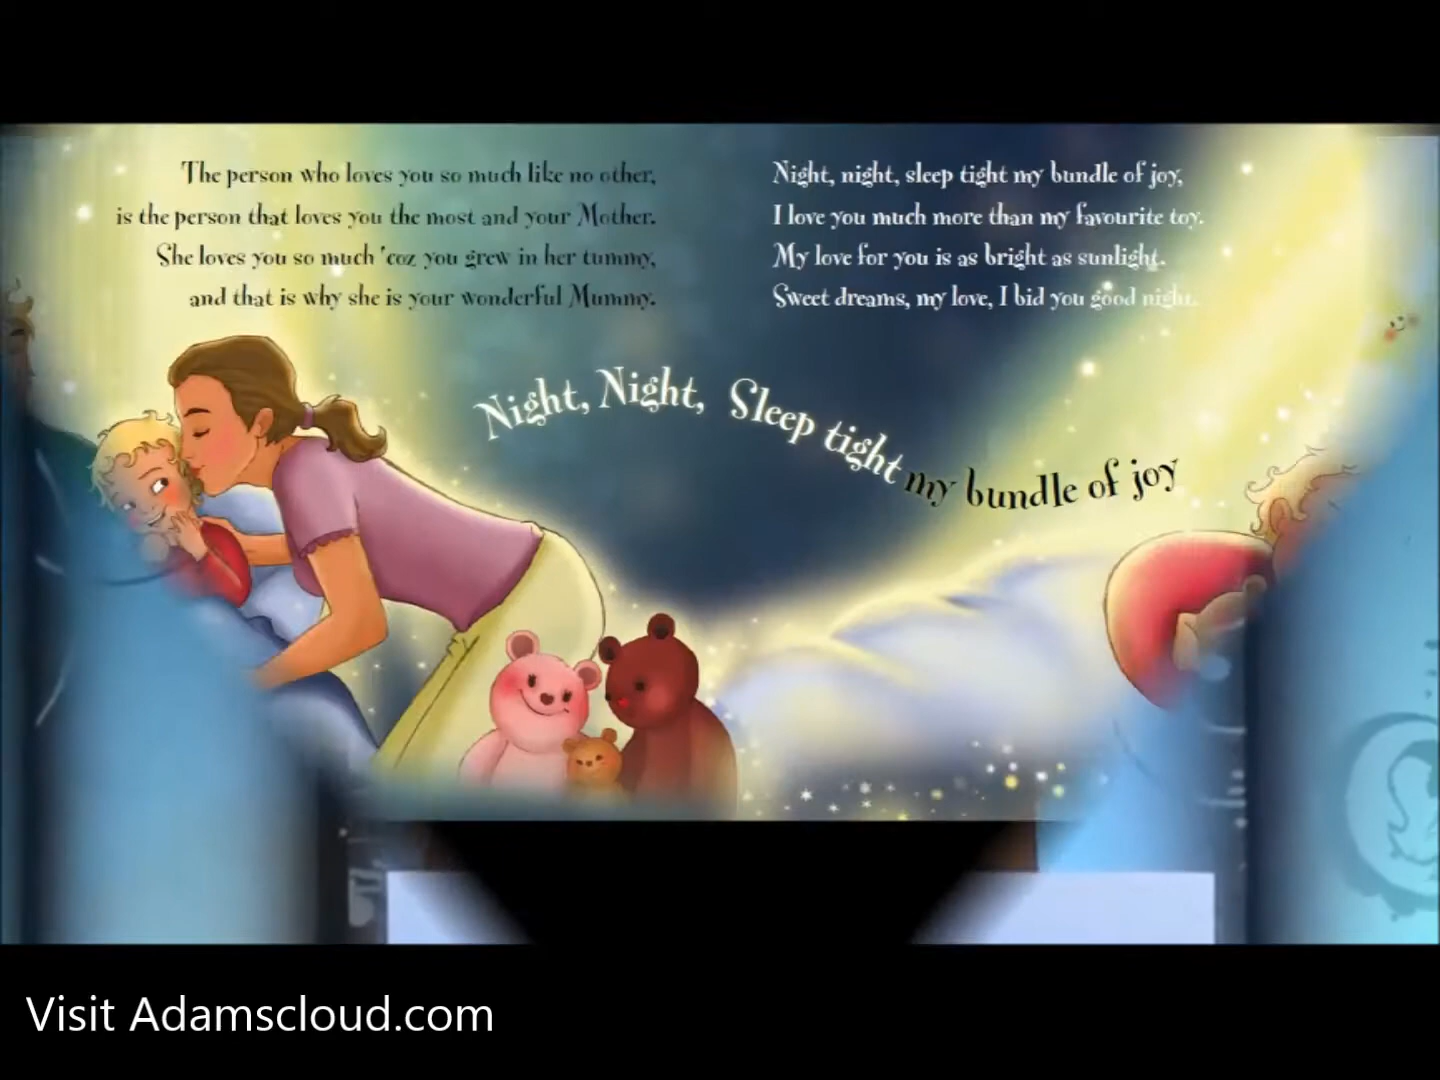 The person who loves you so much like no other,
is the person that loves you the most and your Mother.
She loves you so much 'coz you grew in her tummy,
and that is why she is your wonderful Mummy.
Night, night, sleep tight my bundle of joy,
I love you much more than my favourite toy.
My love for you is as bright as sunlight.
Sweet dreams, my love, I bid you good night.
Night, Night, Sleep tight my bundle of joy
Visit Adamscloud.com